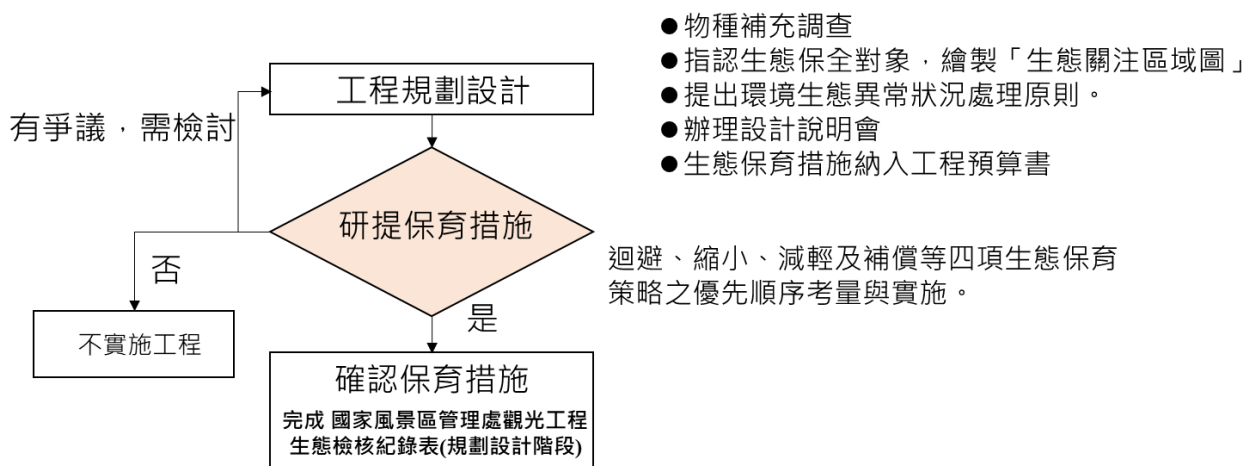 ●物種補充調查
●指認生態保全對象，繪製「生態關注區域圖」
●提出環境生態異常狀況處理原則。
●辦理設計說明會
●生態保育措施納入工程預算書
工程規劃設計
有爭議，需檢討
研提保育措施
迴避、縮小、減輕及補償等四項生態保育
策略之優先順序考量與實施。
否
是
不實施工程
確認保育措施
完成 國家風景區管理處觀光工程
生態檢核紀錄表(規劃設計階段)